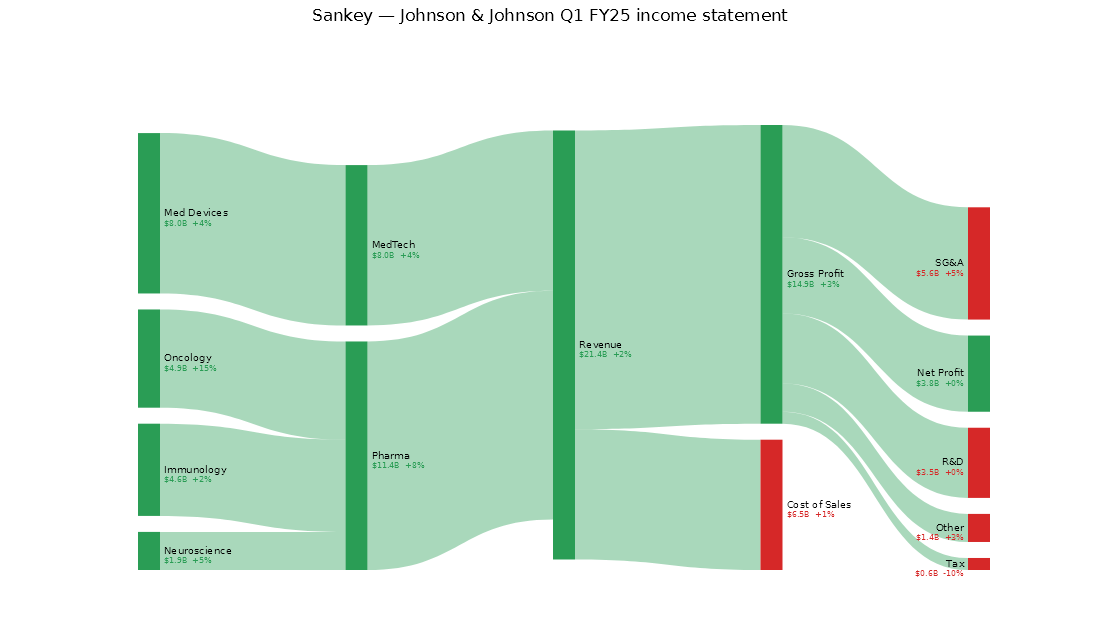 Sankey — Johnson & Johnson Q1 FY25 income statement
Med Devices
$8.0B +4%
Oncology
$4.9B +15%
Immunology
$4.6B +2%
Neuroscience
$1.9B +5%
MedTech
$8.0B +4%
Pharma
$11.4B +8%
Revenue
$21.4B +2%
Gross Profit
$14.9B +3%
Cost of Sales
$6.5B +1%
SG&A
$5.6B +5%
Net Profit
$3.8B +0%
R&D
$3.5B +0%
Other
$1.4B +3%
Tax
$0.6B -10%